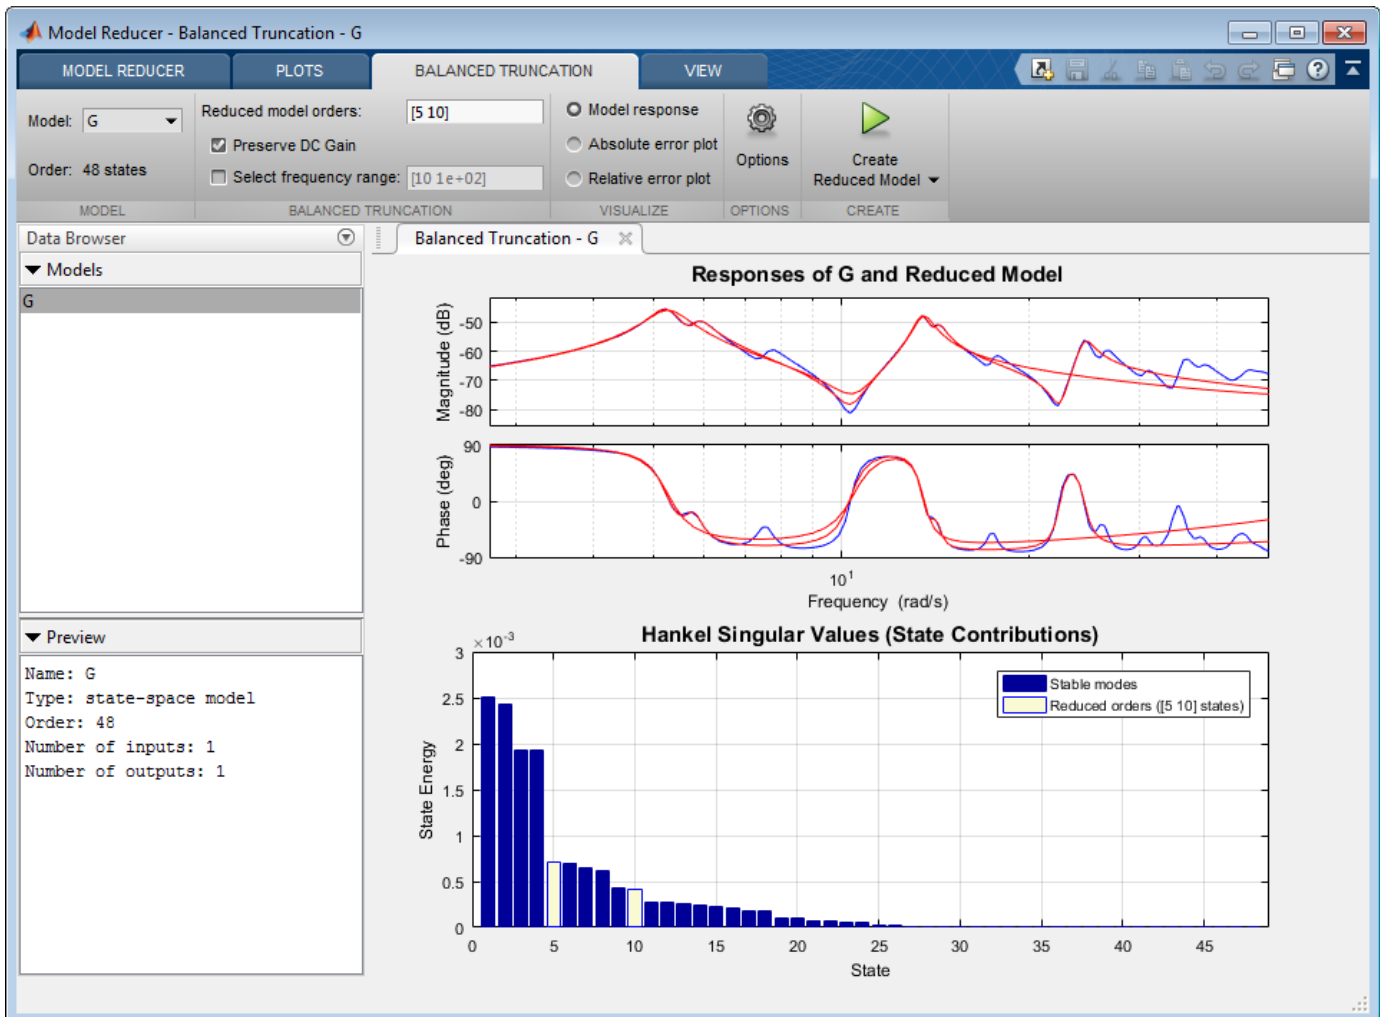 Model Reducer - Balanced Truncation - G
MODEL REDUCER
PLOTS
BALANCED TRUNCATION
VIEW
Model: G
Order: 48 states
MODEL
Reduced model orders: [5 10]
Preserve DC Gain
Select frequency range: [10 1e+02]
BALANCED TRUNCATION
Model response
Absolute error plot
Relative error plot
VISUALIZE
Options
OPTIONS
Create
Reduced Model
CREATE
Data Browser
Models
G
Preview
Name: G
Type: state-space model
Order: 48
Number of inputs: 1
Number of outputs: 1
Balanced Truncation - G
Responses of G and Reduced Model
Magnitude (dB)
-50
-60
-70
-80
Phase (deg)
90
0
-90
10¹
Frequency (rad/s)
Hankel Singular Values (State Contributions)
×10⁻³
State Energy
3
2.5
2
1.5
1
0.5
0
Stable modes
Reduced orders ([5 10] states)
0 5 10 15 20 25 30 35 40 45
State